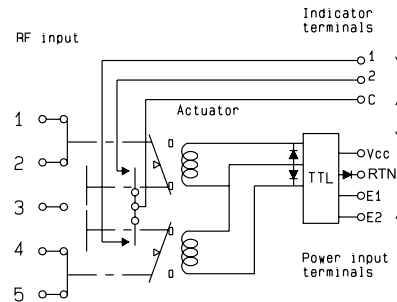 Indicator
terminals
RF input
1
2
C
Actuator
1
2
3
4
5
TTL
Vcc
RTN
E1
E2
Power input
terminals